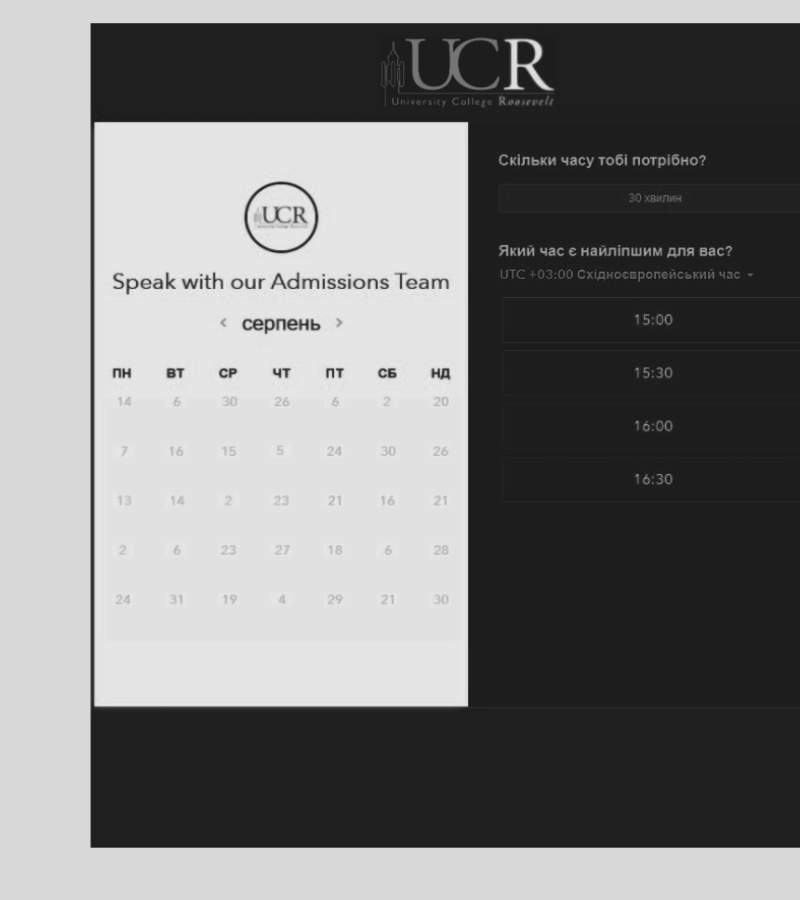 UCR
University College Roosevelt
UCR
Speak with our Admissions Team
< серпень >
ПН ВТ СР ЧТ ПТ СБ НД
14 6 30 26 6 2 20
7 16 15 5 24 30 26
13 14 2 23 21 16 21
2 6 23 27 18 6 28
24 31 19 4 29 21 30
Скільки часу тобі потрібно?
30 хвилин
Який час є найліпшим для вас?
UTC +03:00 Східноєвропейський час
15:00
15:30
16:00
16:30